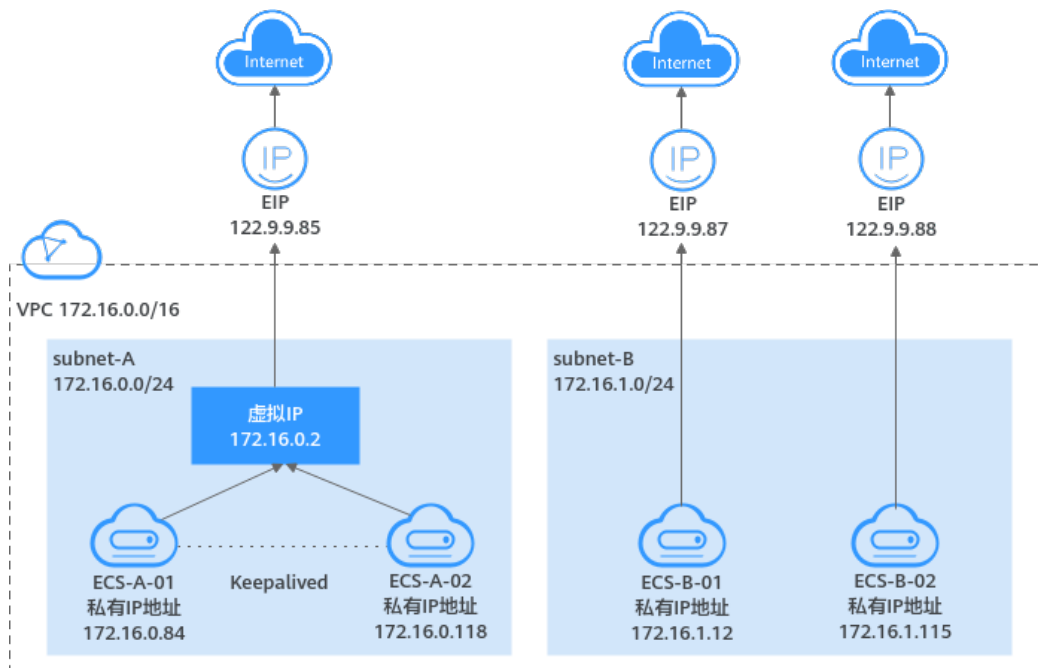 Internet
Internet
Internet
IP
IP
IP
EIP
122.9.9.85
EIP
122.9.9.87
EIP
122.9.9.88
VPC 172.16.0.0/16
subnet-A
172.16.0.0/24
虚拟IP
172.16.0.2
ECS-A-01
私有IP地址
172.16.0.84
Keepalived
ECS-A-02
私有IP地址
172.16.0.118
subnet-B
172.16.1.0/24
ECS-B-01
私有IP地址
172.16.1.12
ECS-B-02
私有IP地址
172.16.1.115